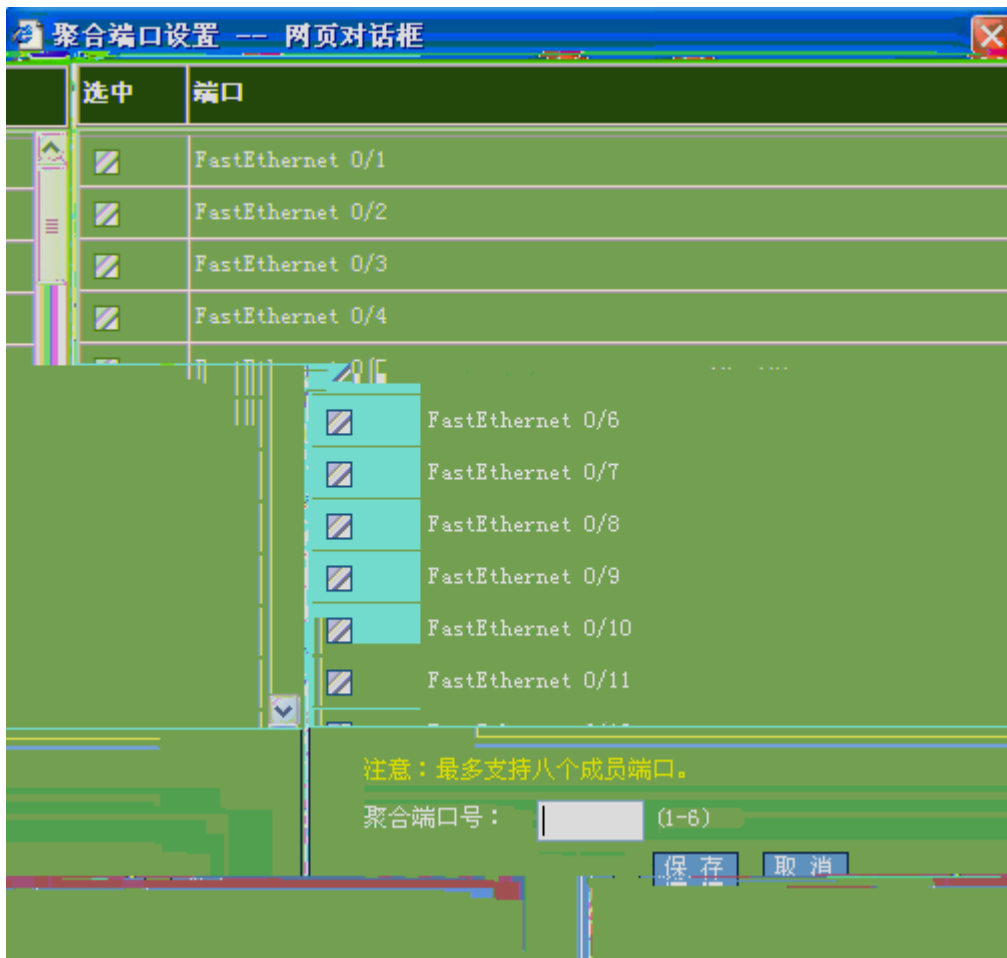 聚合端口设置 -- 网页对话框
选中 端口
FastEthernet 0/1
FastEthernet 0/2
FastEthernet 0/3
FastEthernet 0/4
FastEthernet 0/6
FastEthernet 0/7
FastEthernet 0/8
FastEthernet 0/9
FastEthernet 0/10
FastEthernet 0/11
注意：最多支持八个成员端口。
聚合端口号： (1-6)
保存 取消